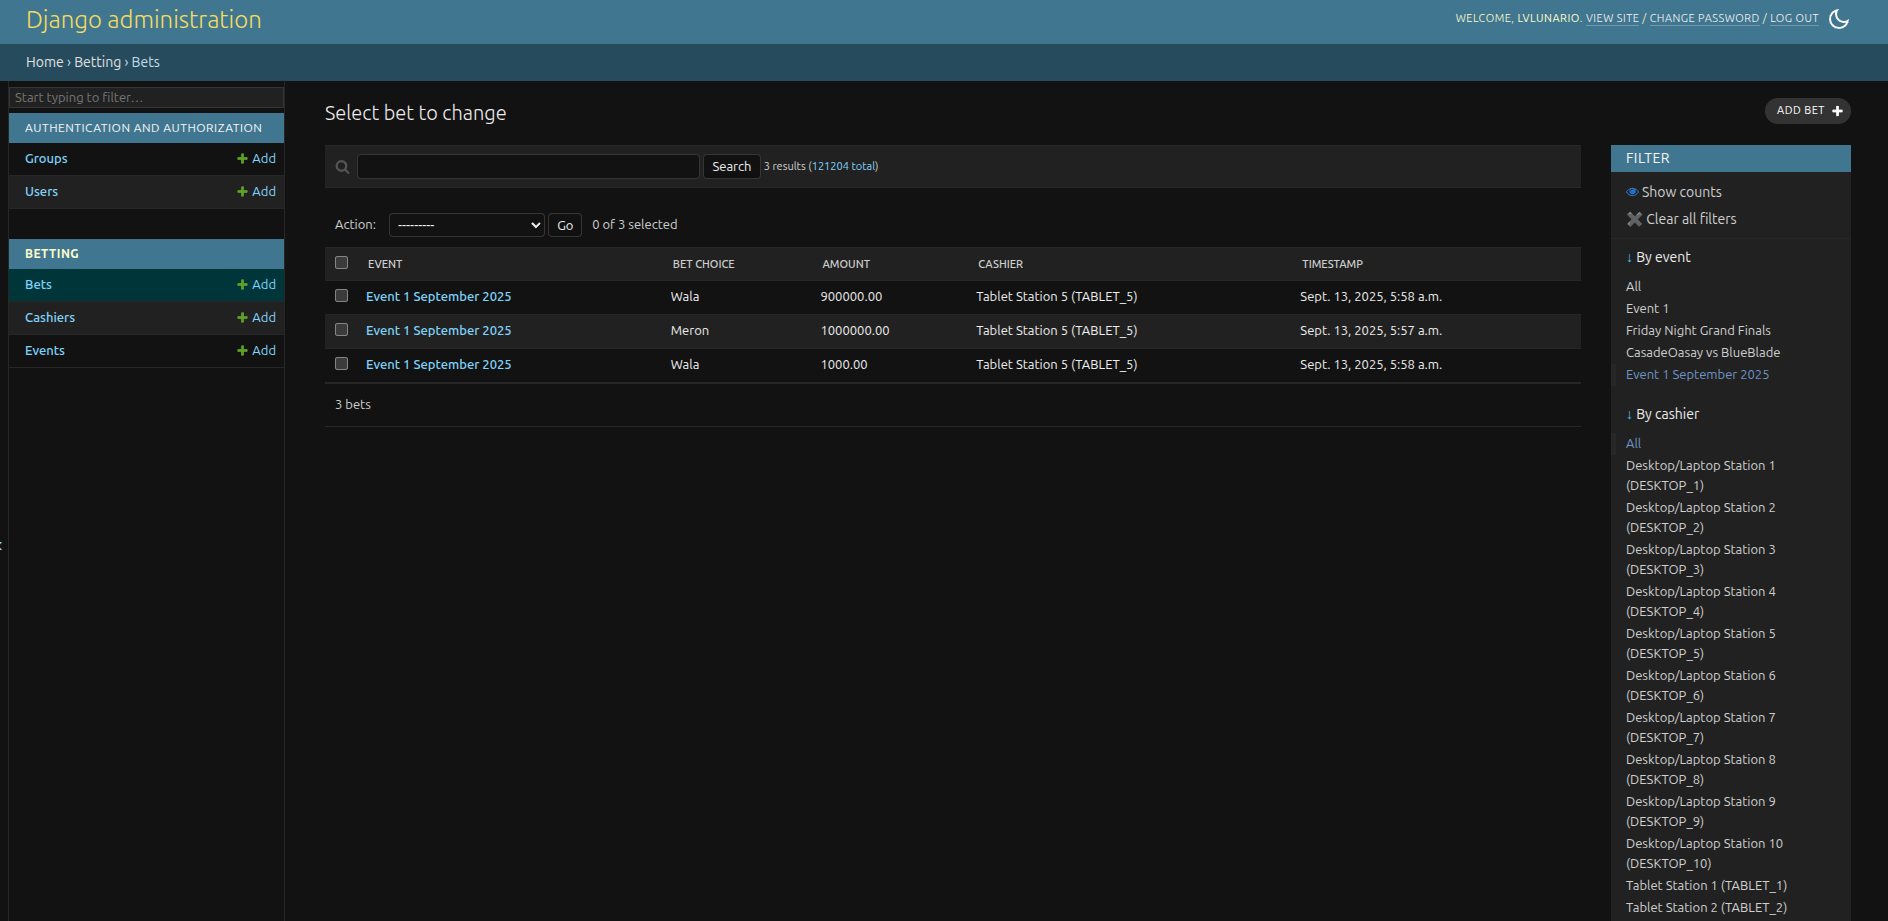 Django administration
WELCOME, LVLUNARIO. VIEW SITE / CHANGE PASSWORD / LOG OUT
Home › Betting › Bets
Start typing to filter…
AUTHENTICATION AND AUTHORIZATION
Groups + Add
Users + Add
BETTING
Bets + Add
Cashiers + Add
Events + Add
Select bet to change
ADD BET +
Search 3 results (121204 total)
Action: --------- Go 0 of 3 selected
EVENT BET CHOICE AMOUNT CASHIER TIMESTAMP
Event 1 September 2025 Wala 900000.00 Tablet Station 5 (TABLET_5) Sept. 13, 2025, 5:58 a.m.
Event 1 September 2025 Meron 1000000.00 Tablet Station 5 (TABLET_5) Sept. 13, 2025, 5:57 a.m.
Event 1 September 2025 Wala 1000.00 Tablet Station 5 (TABLET_5) Sept. 13, 2025, 5:58 a.m.
3 bets
FILTER
Show counts
Clear all filters
↓ By event
All
Event 1
Friday Night Grand Finals
CasadeOasay vs BlueBlade
Event 1 September 2025
↓ By cashier
All
Desktop/Laptop Station 1
(DESKTOP_1)
Desktop/Laptop Station 2
(DESKTOP_2)
Desktop/Laptop Station 3
(DESKTOP_3)
Desktop/Laptop Station 4
(DESKTOP_4)
Desktop/Laptop Station 5
(DESKTOP_5)
Desktop/Laptop Station 6
(DESKTOP_6)
Desktop/Laptop Station 7
(DESKTOP_7)
Desktop/Laptop Station 8
(DESKTOP_8)
Desktop/Laptop Station 9
(DESKTOP_9)
Desktop/Laptop Station 10
(DESKTOP_10)
Tablet Station 1 (TABLET_1)
Tablet Station 2 (TABLET_2)